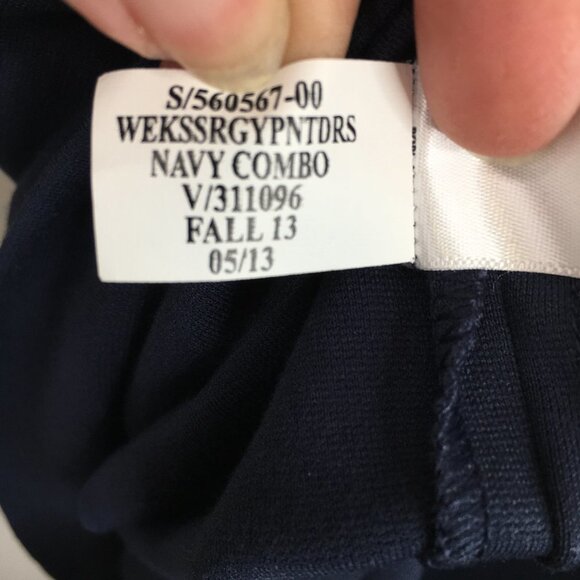 S/560567-00
WEKSSRGYPNTDRS
NAVY COMBO
V/311096
FALL 13
05/13